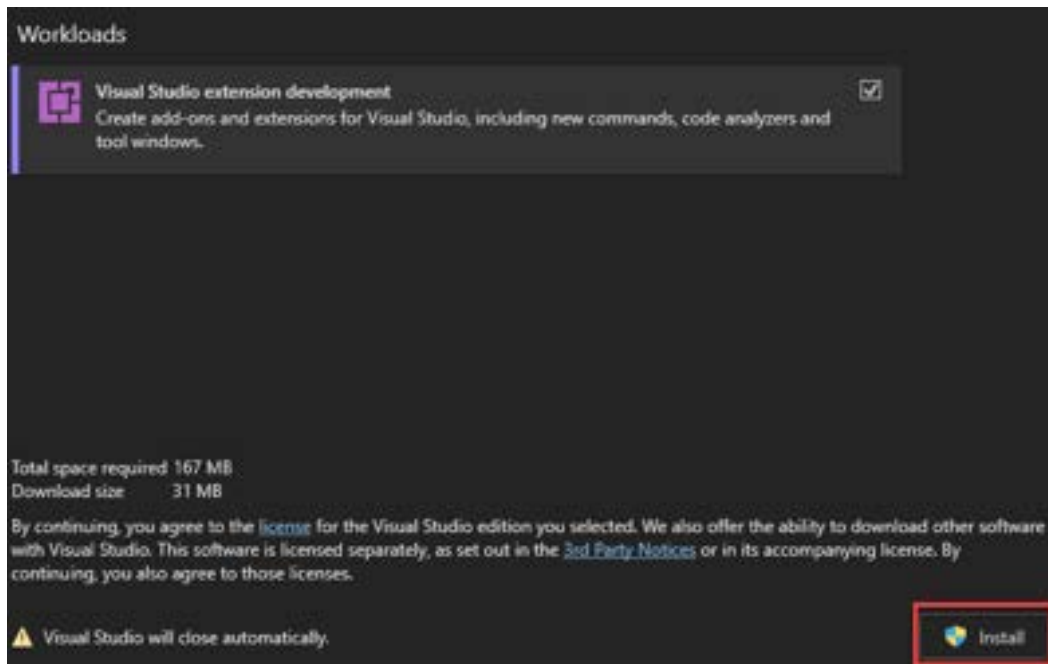 Workloads
Visual Studio extension development
Create add-ons and extensions for Visual Studio, including new commands, code analyzers and
tool windows.
Total space required 167 MB
Download size 31 MB
By continuing, you agree to the license for the Visual Studio edition you selected. We also offer the ability to download other software
with Visual Studio. This software is licensed separately, as set out in the 3rd Party Notices or in its accompanying license. By
continuing, you also agree to those licenses.
Visual Studio will close automatically.
Install